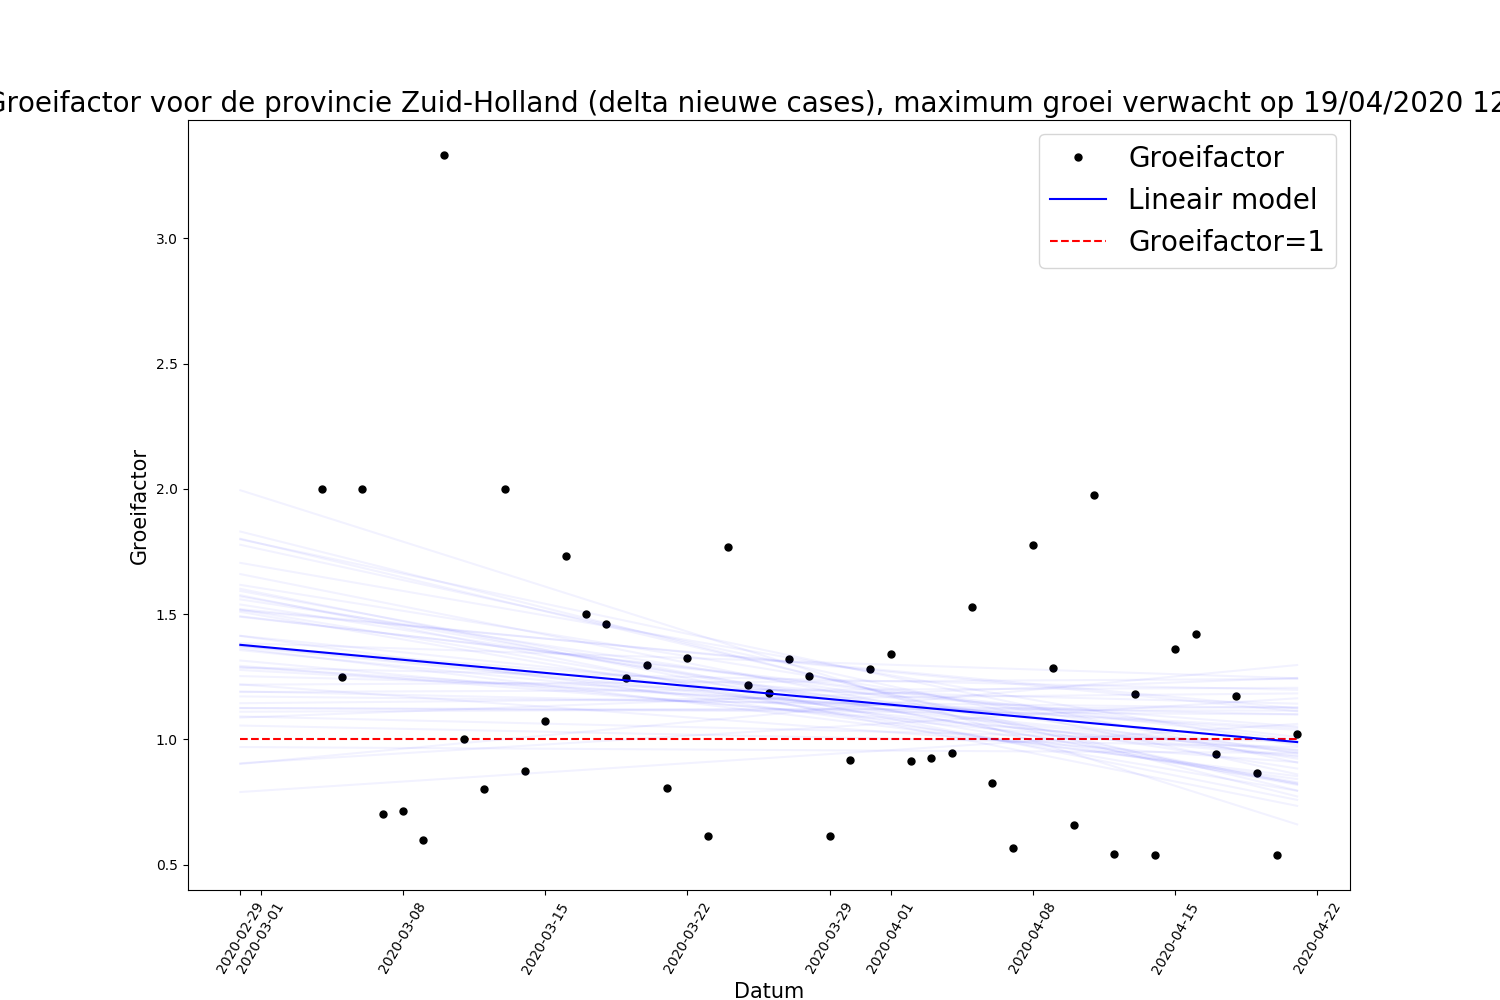 Groeifactor voor de provincie Zuid-Holland (delta nieuwe cases), maximum groei verwacht op 19/04/2020 12
Groeifactor
Lineair model
Groeifactor=1
3.0
2.5
2.0
1.5
1.0
0.5
Groeifactor
2020-02-29
2020-03-01
2020-03-08
2020-03-15
2020-03-22
2020-03-29
2020-04-01
2020-04-08
2020-04-15
2020-04-22
Datum